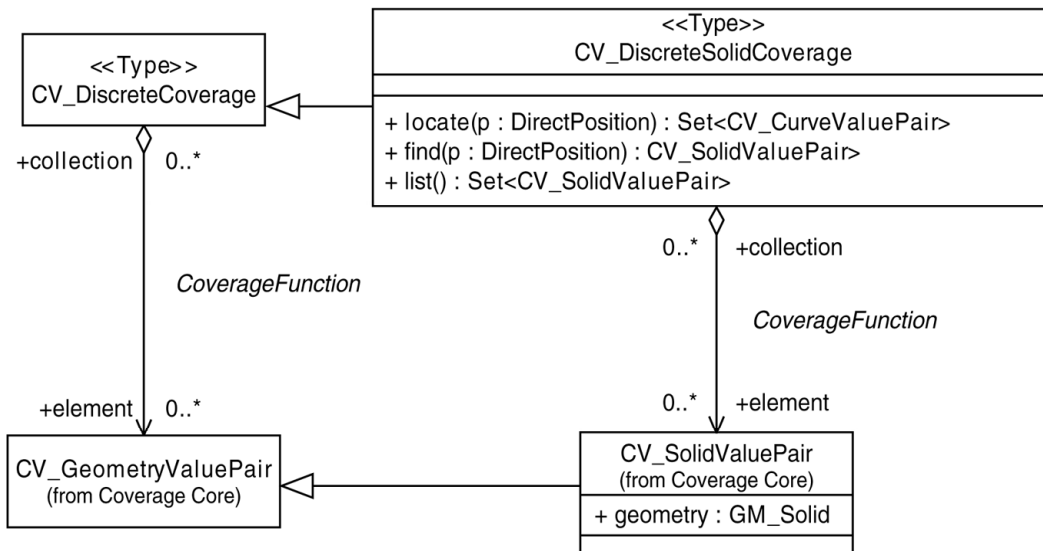 <<Type>>
CV_DiscreteCoverage
<<Type>>
CV_DiscreteSolidCoverage
+ locate(p : DirectPosition) : Set<CV_CurveValuePair>
+ find(p : DirectPosition) : CV_SolidValuePair>
+ list() : Set<CV_SolidValuePair>
+collection 0..*
0..* +collection
CoverageFunction
CoverageFunction
+element 0..*
0..* +element
CV_GeometryValuePair
(from Coverage Core)
CV_SolidValuePair
(from Coverage Core)
+ geometry : GM_Solid